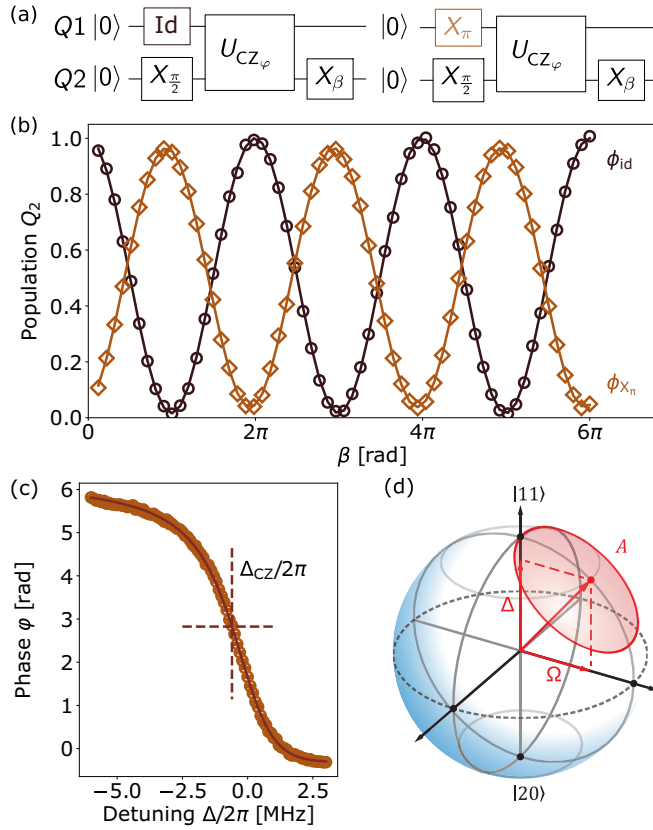 (a)
Q1 |0⟩ Id U_CZφ |0⟩ X_π U_CZφ
Q2 |0⟩ X_π/2 X_β |0⟩ X_π/2 X_β
(b)
1.0
0.8
0.6
0.4
0.2
0.0
Population Q₂
ϕ_id
ϕ_Xπ
0 2π 4π 6π
β [rad]
(c)
6
5
4
3
2
1
0
Phase φ [rad]
Δ_CZ/2π
−5.0 −2.5 0.0 2.5
Detuning Δ/2π [MHz]
(d)
|11⟩
A
Δ
Ω
|20⟩